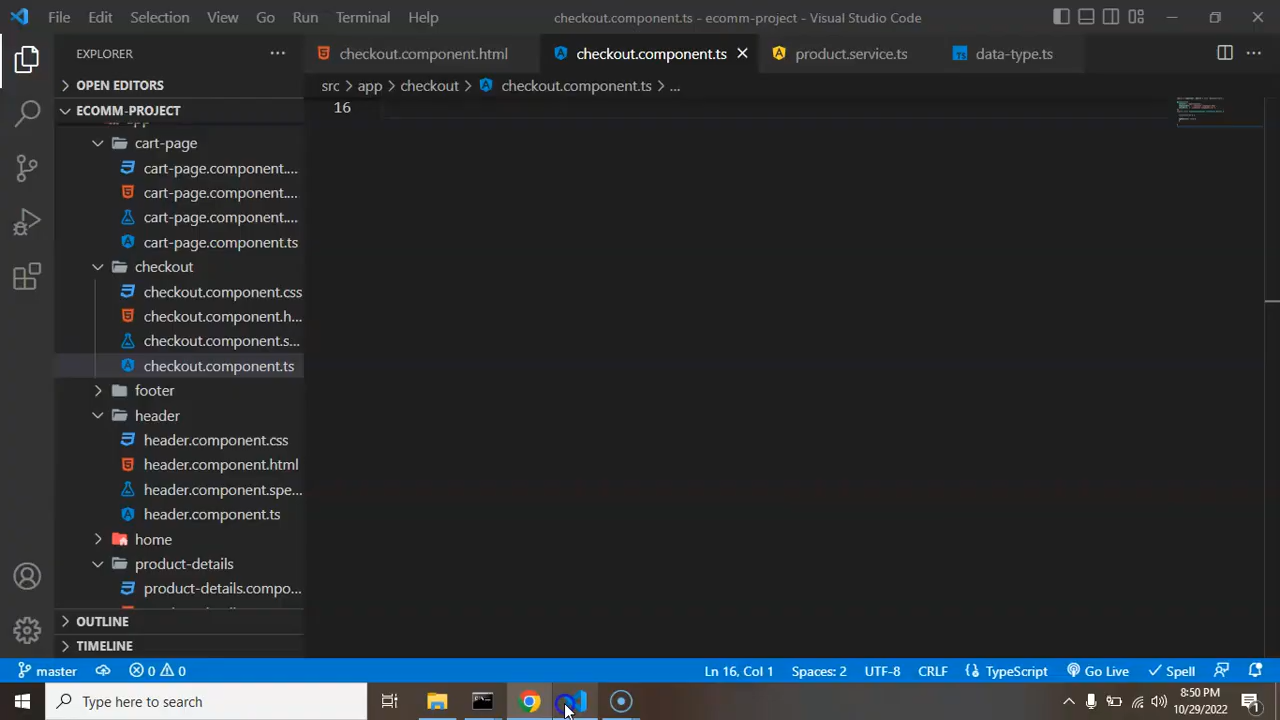 File Edit Selection View Go Run Terminal Help
checkout.component.ts - ecomm-project - Visual Studio Code
EXPLORER
checkout.component.html
checkout.component.ts
product.service.ts
data-type.ts
OPEN EDITORS
src > app > checkout > checkout.component.ts > ...
ECOMM-PROJECT
16
cart-page
cart-page.component....
cart-page.component....
cart-page.component....
cart-page.component.ts
checkout
checkout.component.css
checkout.component.h...
checkout.component.s...
checkout.component.ts
footer
header
header.component.css
header.component.html
header.component.spe...
header.component.ts
home
product-details
product-details.compo...
OUTLINE
TIMELINE
master
0 0
Ln 16, Col 1
Spaces: 2
UTF-8
CRLF
TypeScript
Go Live
Spell
Type here to search
8:50 PM
10/29/2022
1